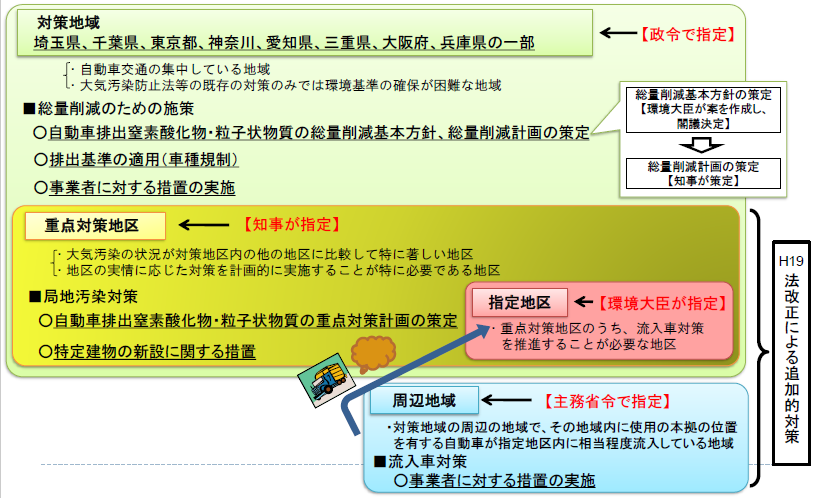 対策地域
埼玉県、千葉県、東京都、神奈川、愛知県、三重県、大阪府、兵庫県の一部
【政令で指定】
・自動車交通の集中している地域
・大気汚染防止法等の既存の対策のみでは環境基準の確保が困難な地域
■総量削減のための施策
○自動車排出窒素酸化物・粒子状物質の総量削減基本方針、総量削減計画の策定
○排出基準の適用（車種規制）
○事業者に対する措置の実施
総量削減基本方針の策定
【環境大臣が案を作成し、
閣議決定】
総量削減計画の策定
【知事が策定】
重点対策地区
【知事が指定】
・大気汚染の状況が対策地区内の他の地区に比較して特に著しい地区
・地区の実情に応じた対策を計画的に実施することが特に必要である地区
■局地汚染対策
○自動車排出窒素酸化物・粒子状物質の重点対策計画の策定
○特定建物の新設に関する措置
指定地区
【環境大臣が指定】
・重点対策地区のうち、流入車対策
を推進することが必要な地区
周辺地域
【主務省令で指定】
・対策地域の周辺の地域で、その地域内に使用の本拠の位置
を有する自動車が指定地区内に相当程度流入している地域
■流入車対策
○事業者に対する措置の実施
H19
法改正による追加的対策